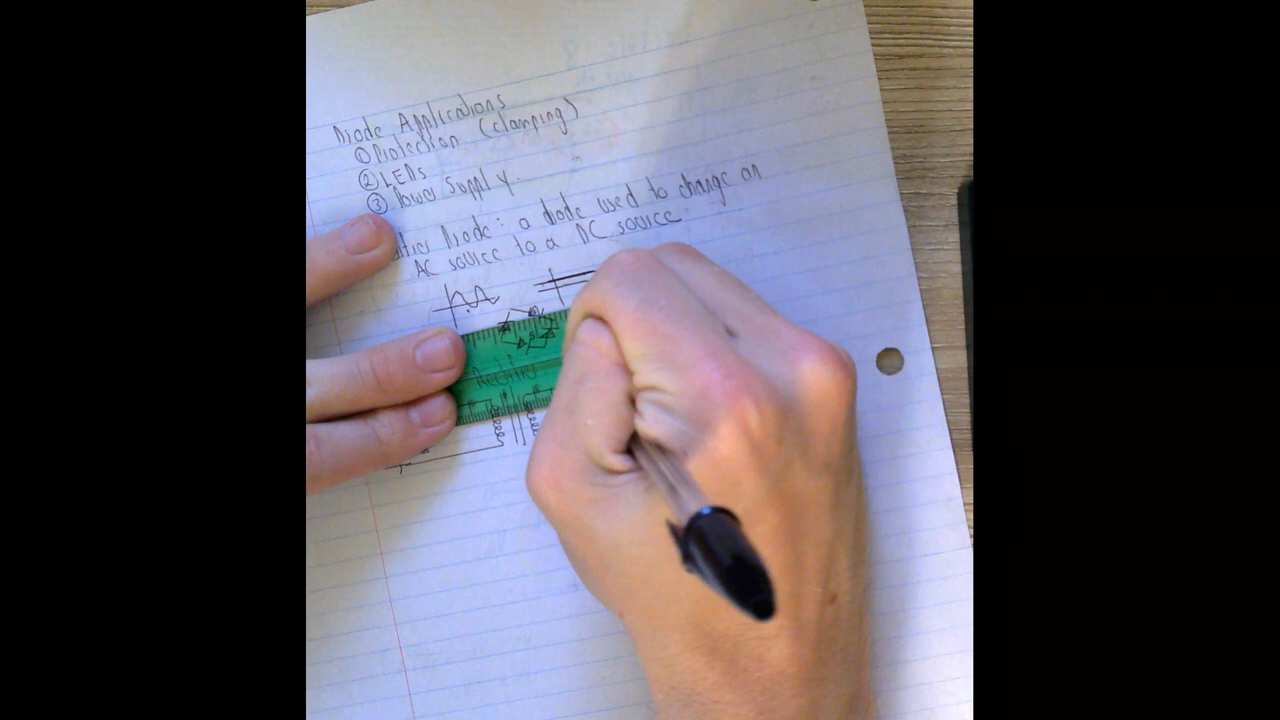 Diode Applications
① Protection (clamping)
② LEDs
③ Power Supply.
Diode: a diode used to change an
AC source to a DC source